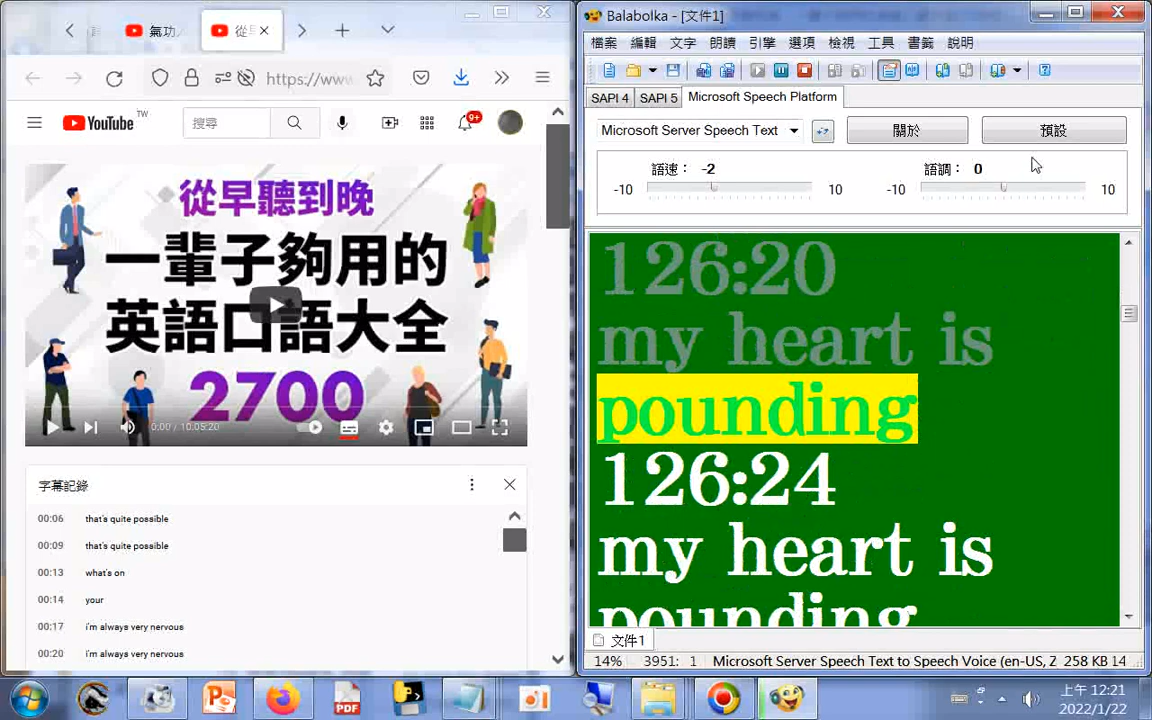 氣功
從早
https://www
YouTube TW
搜尋
9+
從早聽到晚
一輩子夠用的
英語口語大全
2700
0:00 / 10:05:20
字幕記錄
00:06 that's quite possible
00:09 that's quite possible
00:13 what's on
00:14 your
00:17 i'm always very nervous
00:20 i'm always very nervous
Balabolka - [文件1]
檔案 編輯 文字 朗讀 引擎 選項 檢視 工具 書籤 說明
SAPI 4 SAPI 5 Microsoft Speech Platform
Microsoft Server Speech Text 關於 預設
語速： -2 語調： 0
-10 10 -10 10
126:20
my heart is
pounding
126:24
my heart is
pounding
文件1
14% 3951: 1 Microsoft Server Speech Text to Speech Voice (en-US, Z 258 KB 14
PDF
上午 12:21
2022/1/22